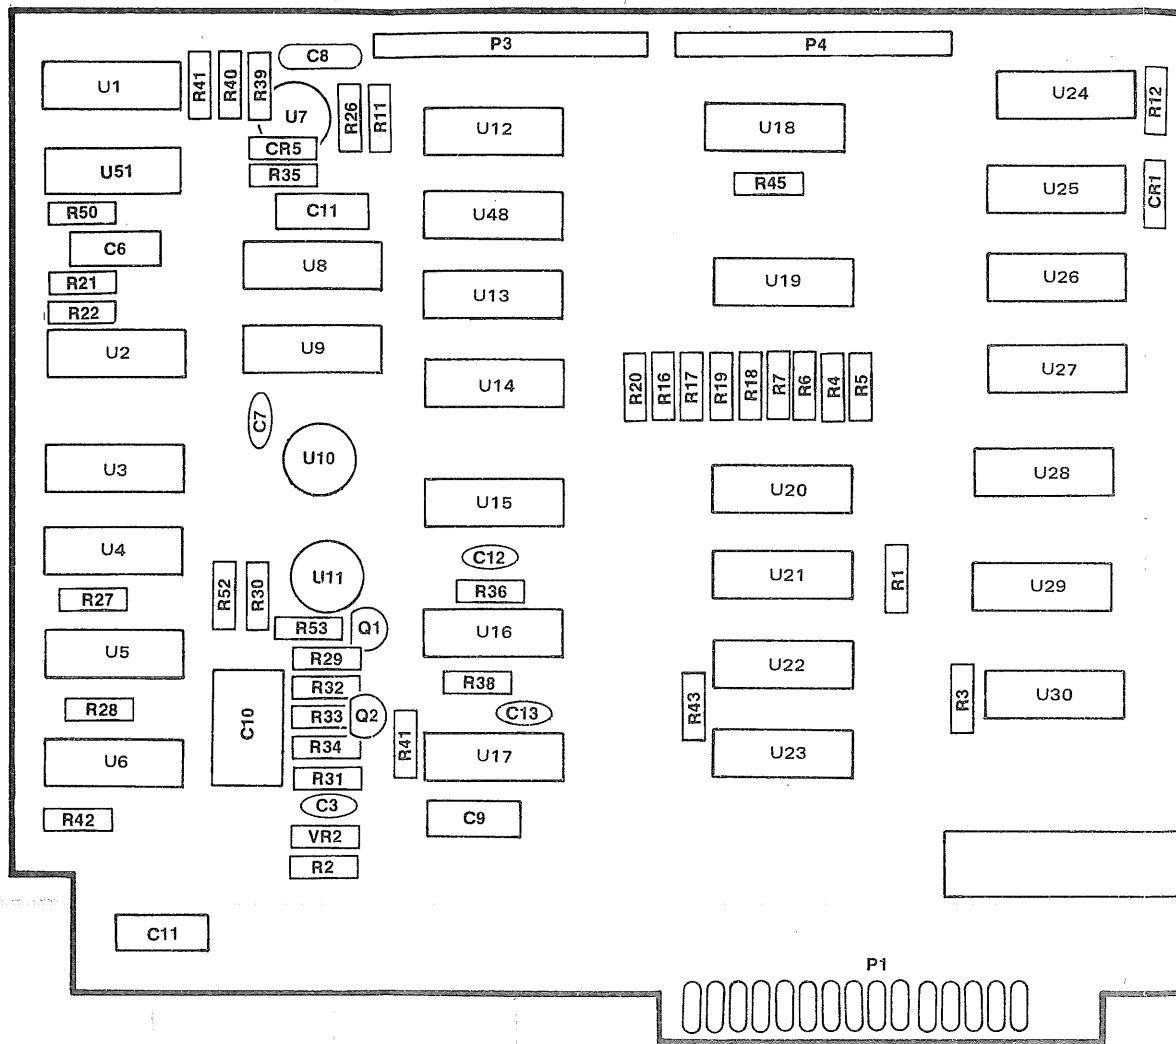 P3
P4
C8
U1
R41
R40
R39
U7
R26
R11
U12
U18
U24
R12
CR5
U51
R35
R45
U25
CR1
R50
C11
U48
C6
U8
R21
U13
U19
U26
R22
U2
U9
U14
U27
R20
R16
R17
R19
R18
R7
R6
R4
R5
C7
U10
U3
U28
U15
U20
U4
C12
U11
U21
R1
U29
R27
R52
R30
R36
R53
Q1
U16
U5
R29
U22
R32
R38
R43
R3
U30
R28
C10
R33
Q2
C13
R34
R41
U17
U23
U6
R31
C3
R42
C9
VR2
R2
C11
P1